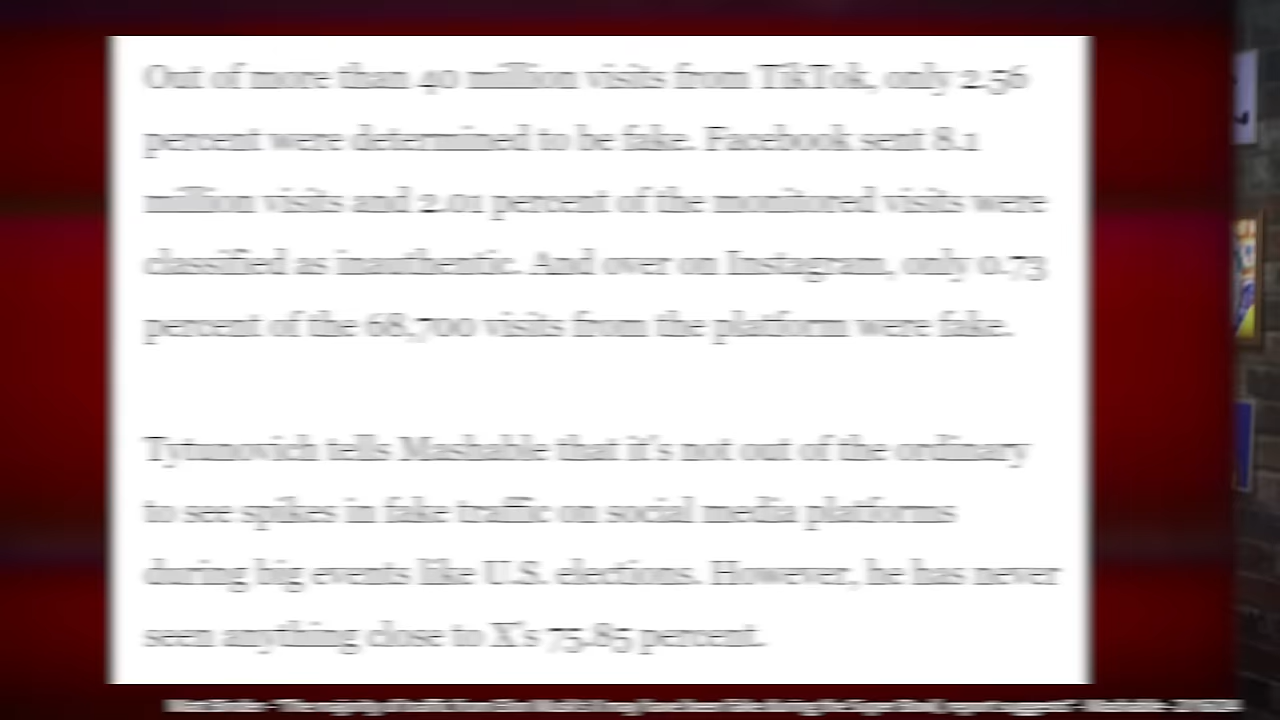 Out of more than 40 million visits from TikTok, only 2.56
percent were determined to be fake. Facebook sent 8.1
million visits and 2.01 percent of the monitored visits were
classified as inauthentic. And over on Instagram, only 0.73
percent of the 68,700 visits from the platform were fake.
Tytunovich tells Mashable that it's not out of the ordinary
to see spikes in fake traffic on social media platforms
during big events like U.S. elections. However, he has never
seen anything close to X's 75.85 percent.